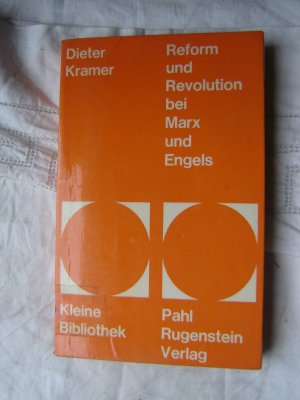 Dieter
Kramer
Reform
und
Revolution
bei
Marx
und
Engels
Kleine
Bibliothek
Pahl
Rugenstein
Verlag